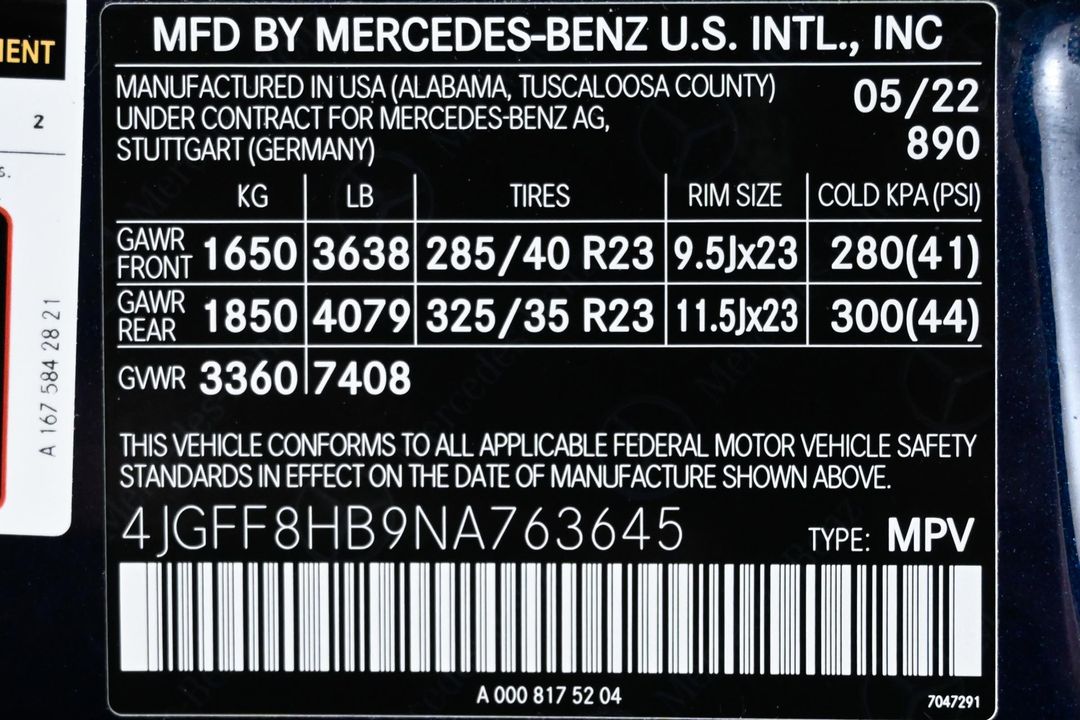 MENT
2
s.
A 167 584 28 21
MFD BY MERCEDES-BENZ U.S. INTL., INC
MANUFACTURED IN USA (ALABAMA, TUSCALOOSA COUNTY) 05/22
UNDER CONTRACT FOR MERCEDES-BENZ AG, 890
STUTTGART (GERMANY)
KG LB TIRES RIM SIZE COLD KPA (PSI)
GAWR FRONT 1650 3638 285/40 R23 9.5Jx23 280(41)
GAWR REAR 1850 4079 325/35 R23 11.5Jx23 300(44)
GVWR 3360 7408
THIS VEHICLE CONFORMS TO ALL APPLICABLE FEDERAL MOTOR VEHICLE SAFETY
STANDARDS IN EFFECT ON THE DATE OF MANUFACTURE SHOWN ABOVE.
4JGFF8HB9NA763645 TYPE: MPV
A 000 817 52 04 7047291